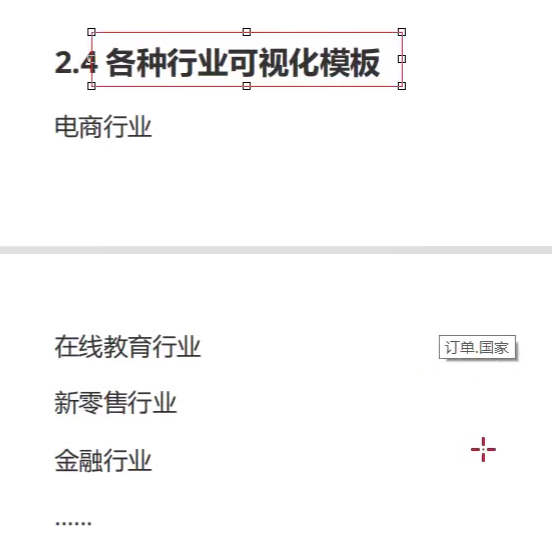 2.4 各种行业可视化模板
电商行业
在线教育行业
订单.国家
新零售行业
金融行业
......